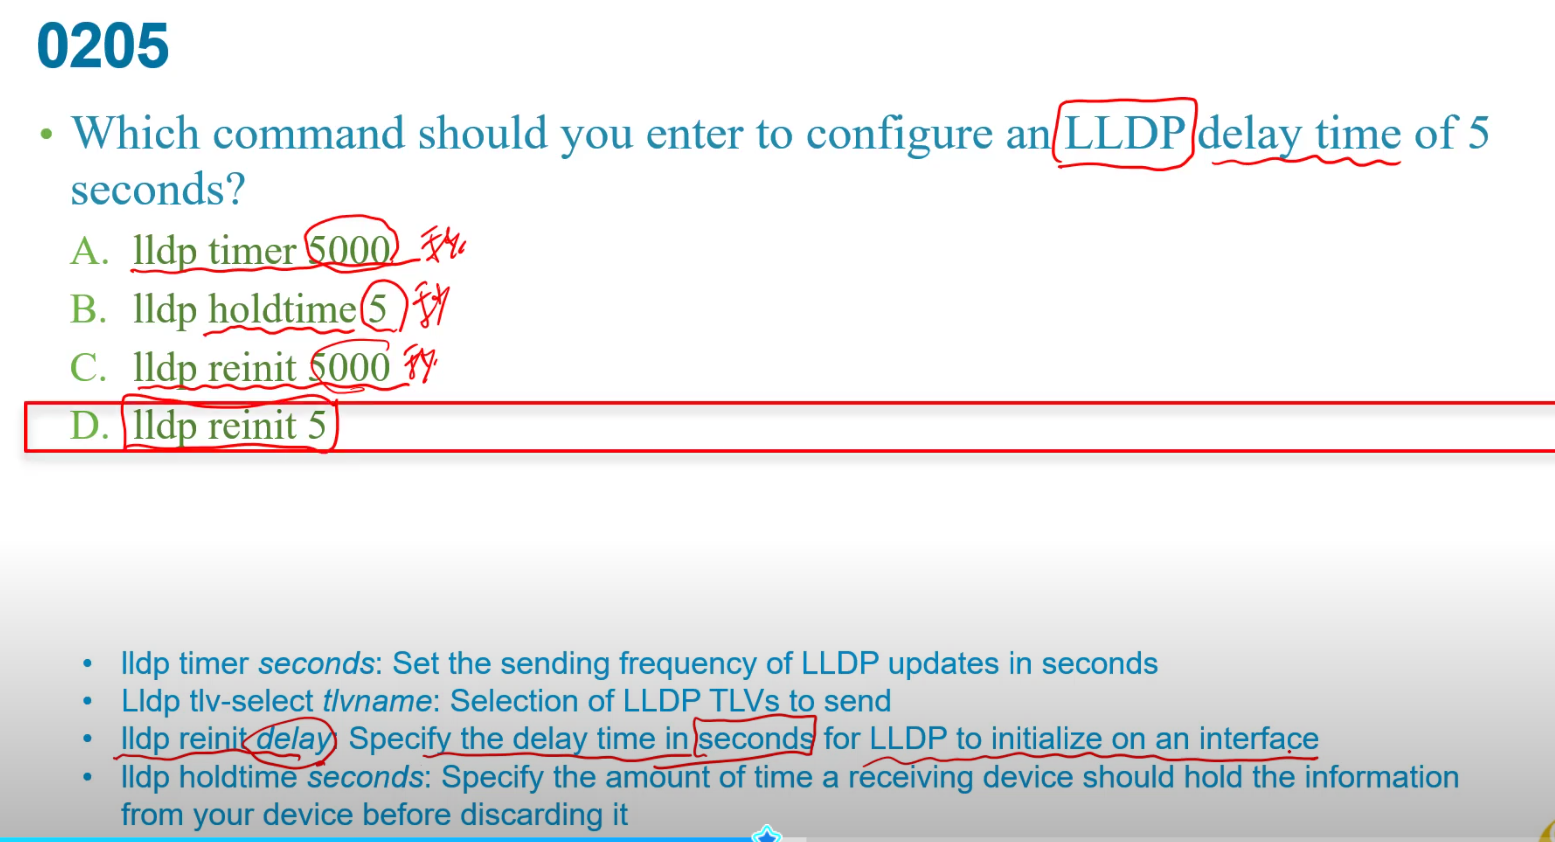 0205
• Which command should you enter to configure an LLDP delay time of 5
seconds?
A. lldp timer 5000
B. lldp holdtime 5
C. lldp reinit 5000
D. lldp reinit 5
• lldp timer seconds: Set the sending frequency of LLDP updates in seconds
• Lldp tlv-select tlvname: Selection of LLDP TLVs to send
• lldp reinit delay: Specify the delay time in seconds for LLDP to initialize on an interface
• lldp holdtime seconds: Specify the amount of time a receiving device should hold the information
from your device before discarding it